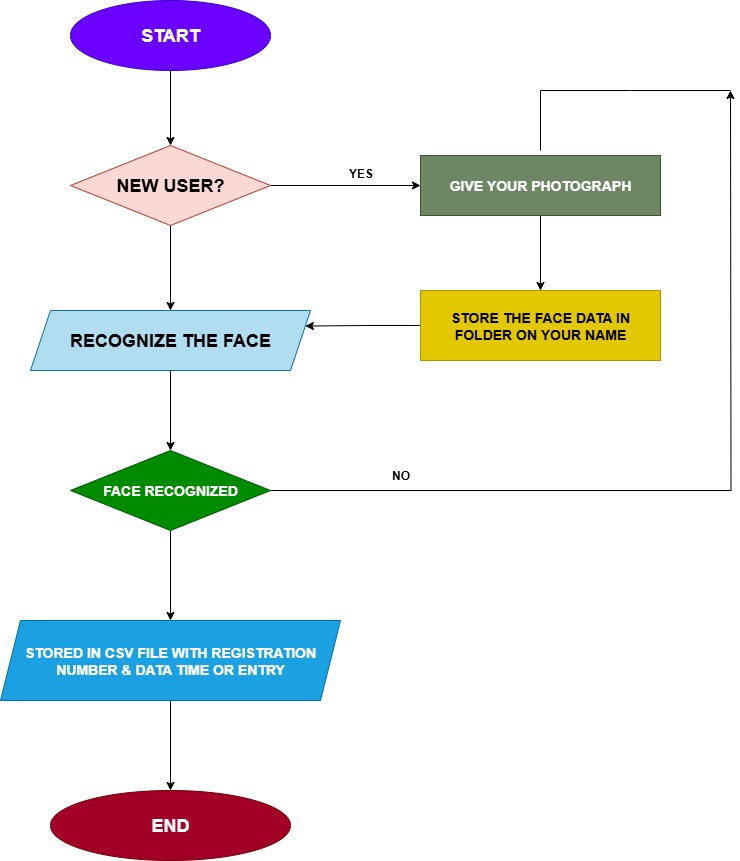 START
NEW USER?
YES
GIVE YOUR PHOTOGRAPH
STORE THE FACE DATA IN
FOLDER ON YOUR NAME
RECOGNIZE THE FACE
FACE RECOGNIZED
NO
STORED IN CSV FILE WITH REGISTRATION
NUMBER & DATA TIME OR ENTRY
END